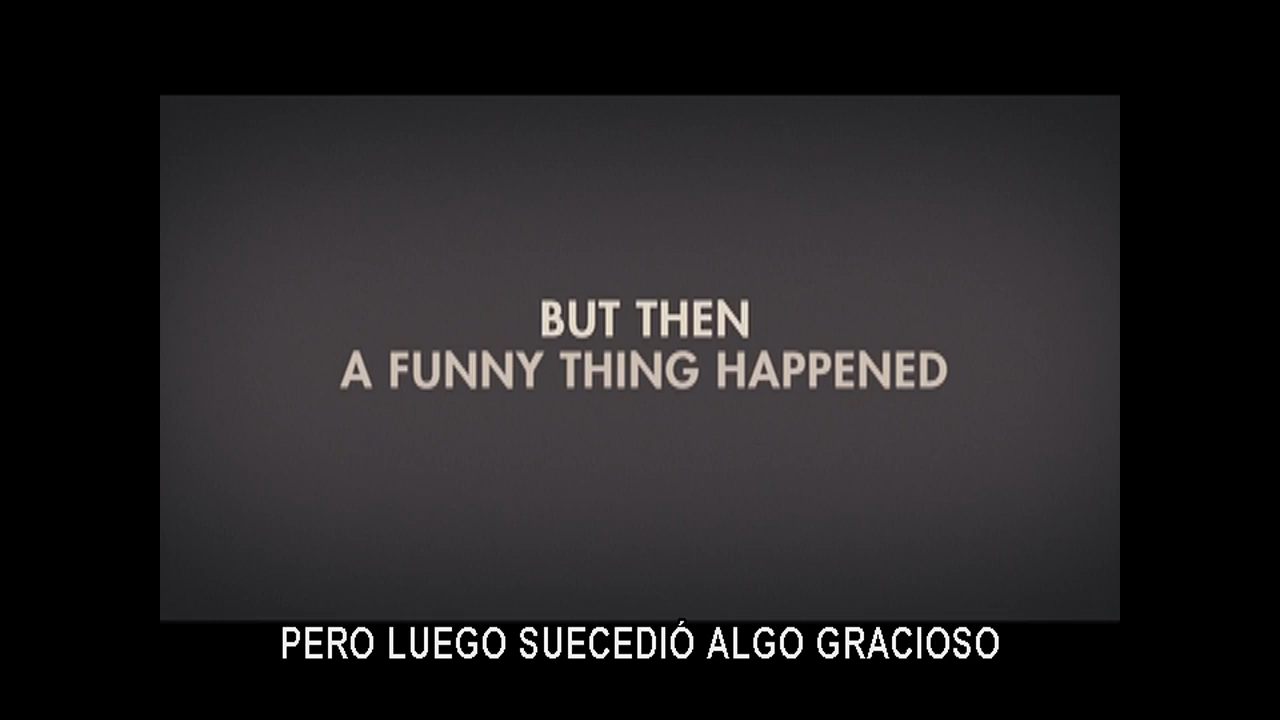 BUT THEN
A FUNNY THING HAPPENED
PERO LUEGO SUECEDIÓ ALGO GRACIOSO